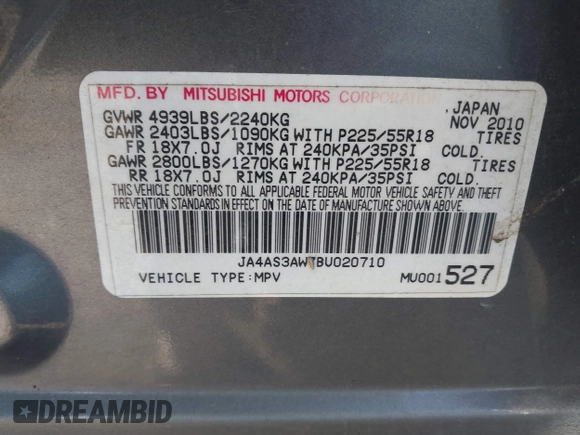 MFD. BY MITSUBISHI MOTORS CORPORATION
GVWR 4939LBS/2240KG JAPAN
NOV 2010
GAWR 2403LBS/1090KG WITH P225/55R18 TIRES
FR 18X7.0J RIMS AT 240KPA/35PSI COLD.
GAWR 2800LBS/1270KG WITH P225/55R18 TIRES
RR 18X7.0J RIMS AT 240KPA/35PSI COLD.
THIS VEHICLE CONFORMS TO ALL APPLICABLE FEDERAL MOTOR VEHICLE SAFETY AND THEFT
PREVENTION STANDARDS IN EFFECT ON THE DATE OF MANUFACTURE SHOWN ABOVE.
JA4AS3AW7BU020710
VEHICLE TYPE:MPV MU001527
DREAMBID